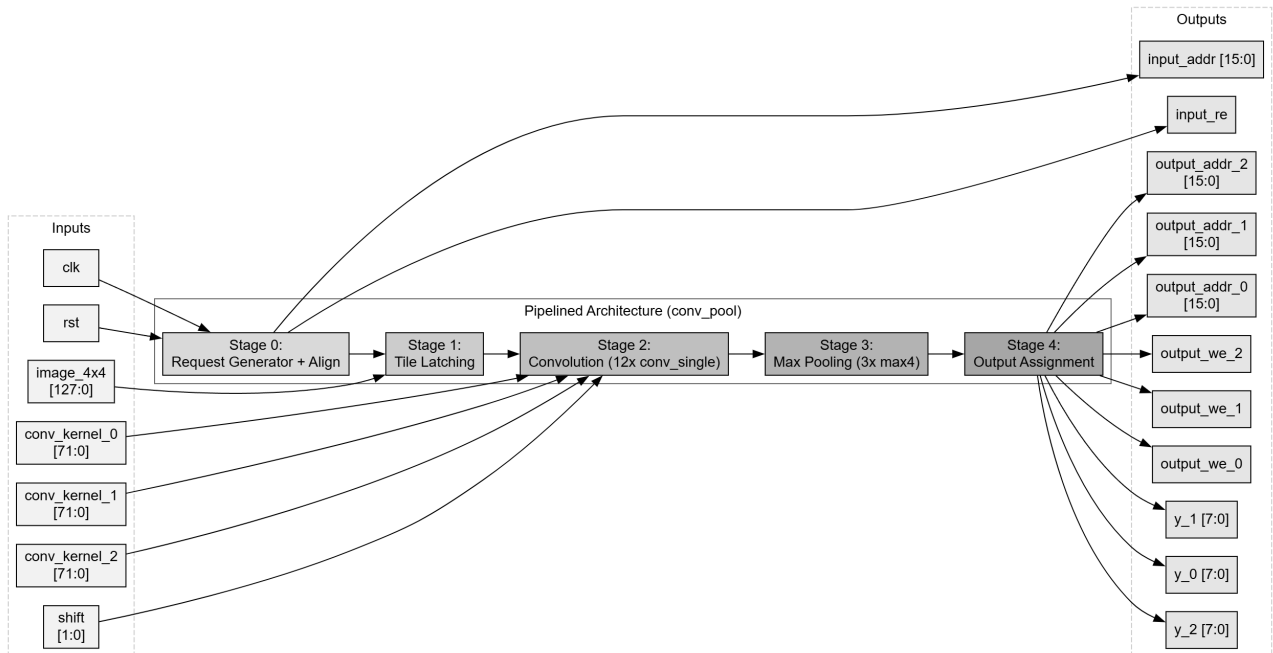 Inputs
clk
rst
image_4x4
[127:0]
conv_kernel_0
[71:0]
conv_kernel_1
[71:0]
conv_kernel_2
[71:0]
shift
[1:0]
Pipelined Architecture (conv_pool)
Stage 0:
Request Generator + Align
Stage 1:
Tile Latching
Stage 2:
Convolution (12x conv_single)
Stage 3:
Max Pooling (3x max4)
Stage 4:
Output Assignment
Outputs
input_addr [15:0]
input_re
output_addr_2
[15:0]
output_addr_1
[15:0]
output_addr_0
[15:0]
output_we_2
output_we_1
output_we_0
y_1 [7:0]
y_0 [7:0]
y_2 [7:0]